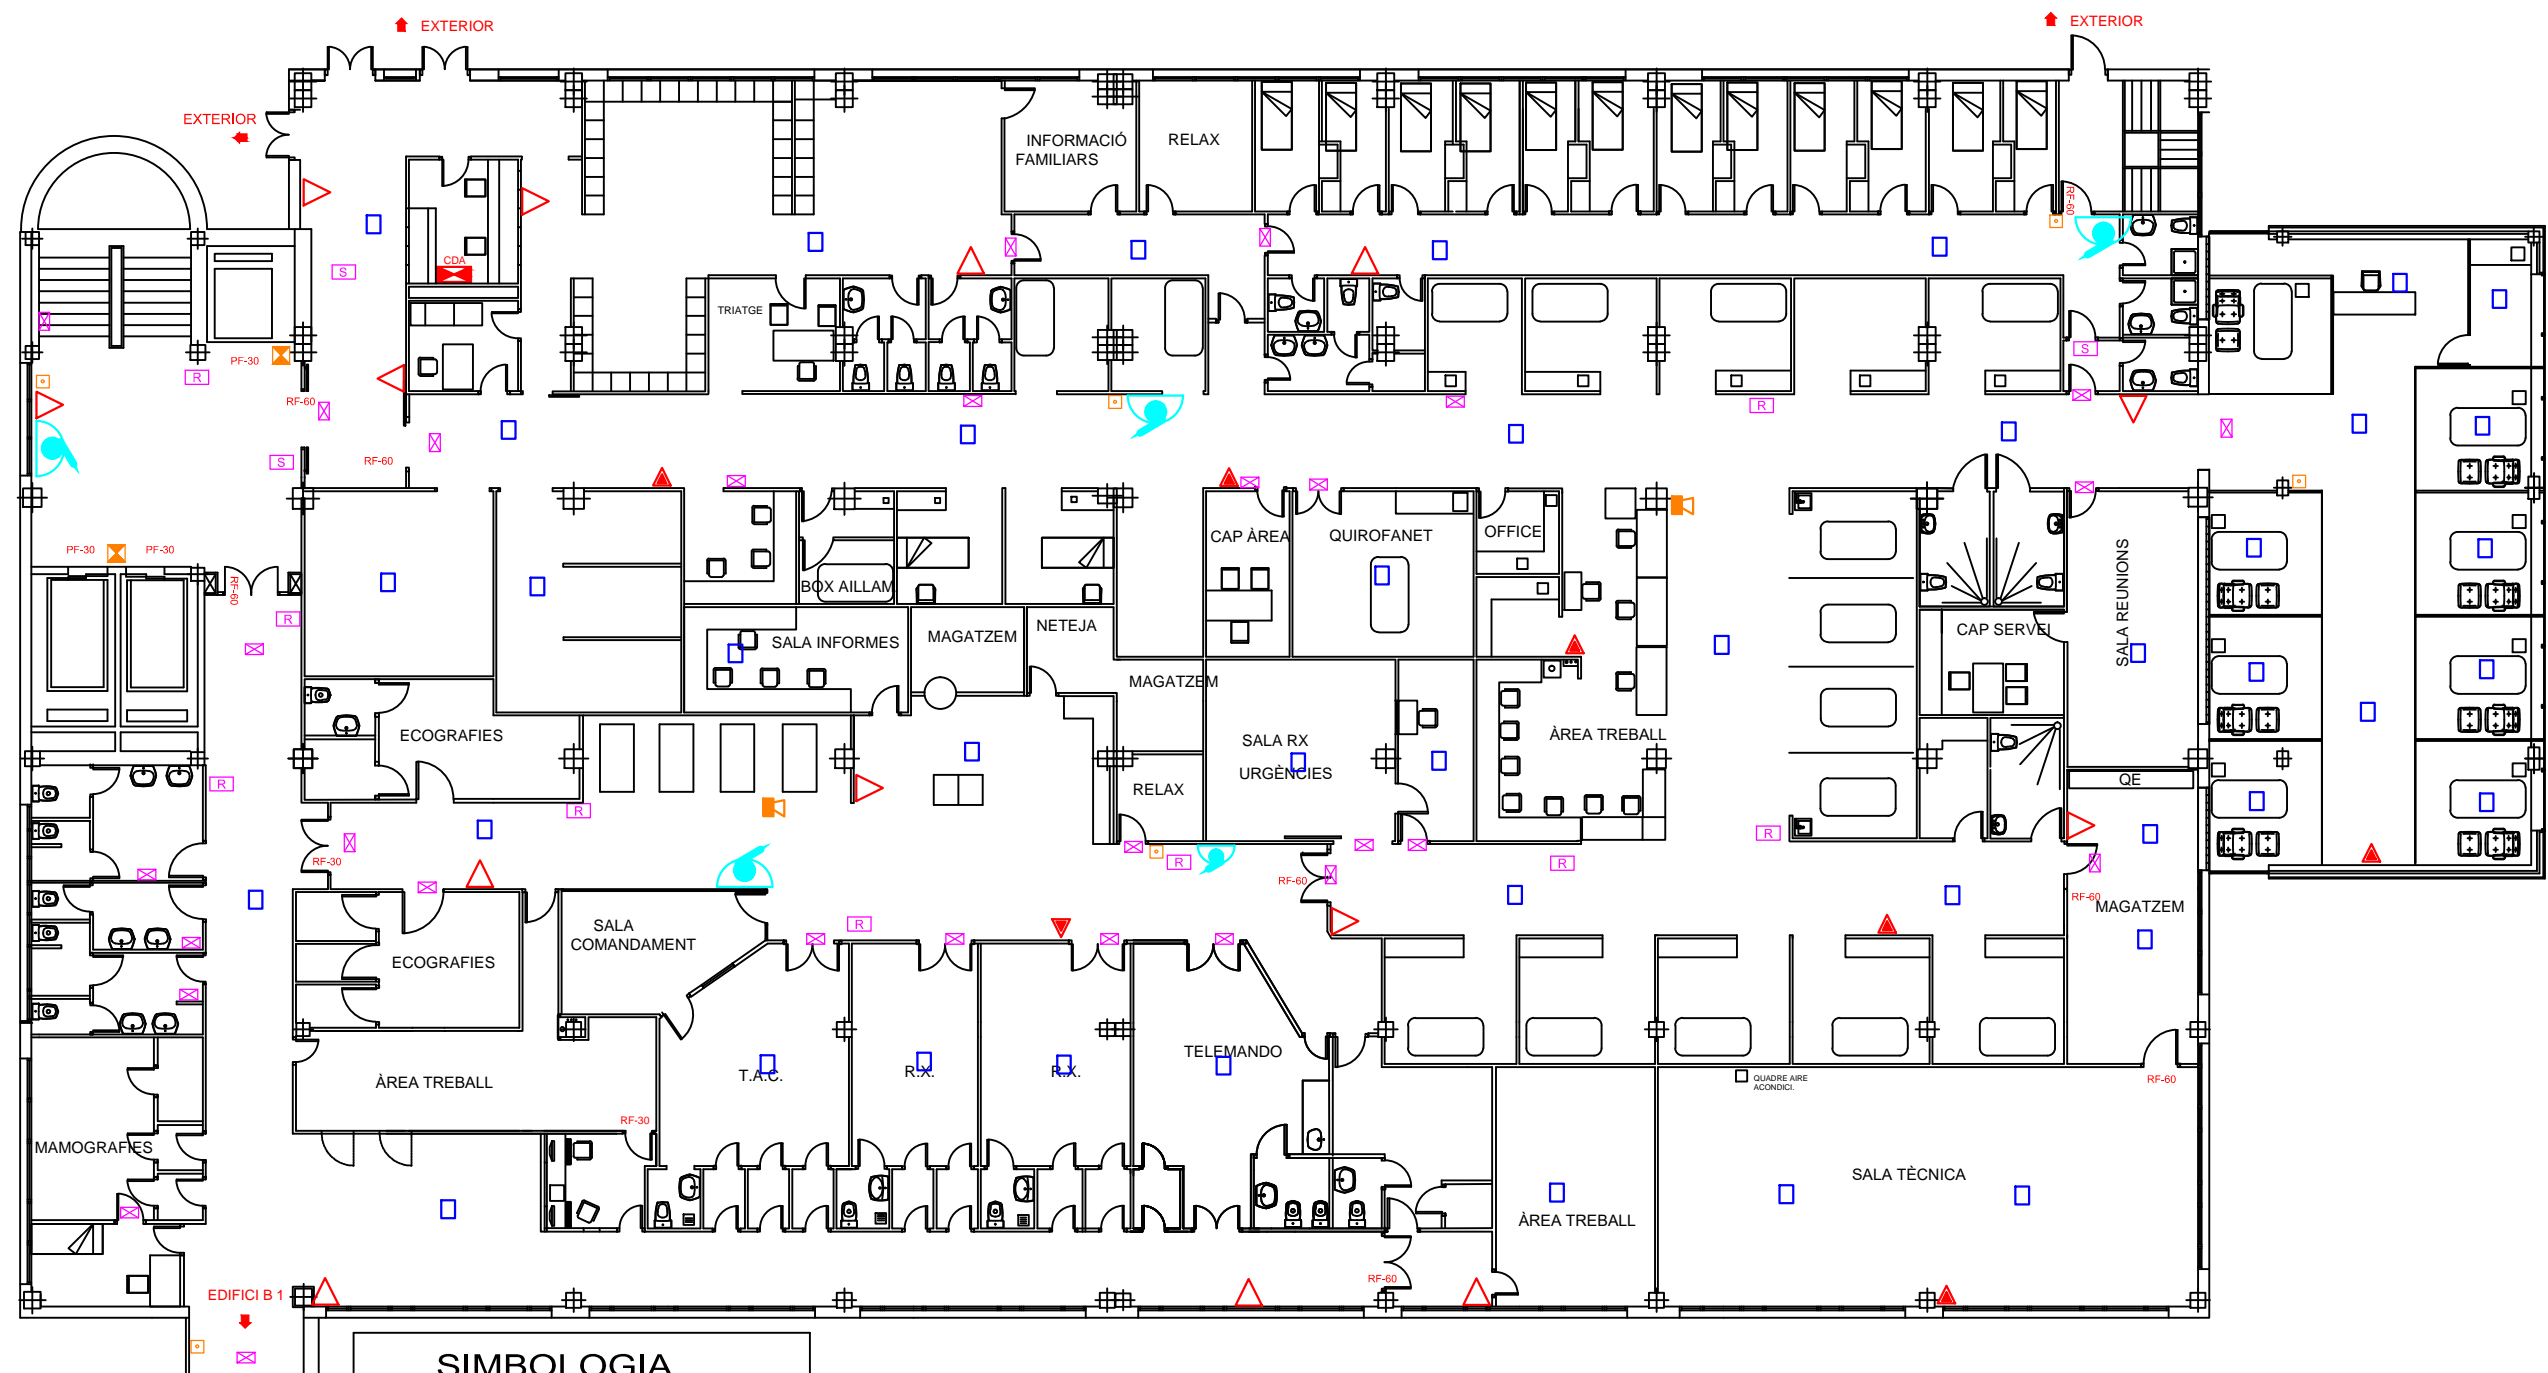 EXTERIOR
EXTERIOR
EXTERIOR
INFORMACIÓ
FAMILIARS
RELAX
RF-60
CDA
S
TRIATGE
PF-30
R
RF-60
S
R
S
RF-60
PF-30
PF-30
RF-60
R
CAP ÀREA
QUIROFANET
OFFICE
BOX AILLAM
SALA INFORMES
MAGATZEM
NETEJA
CAP SERVEI
SALA REUNIONS
MAGATZEM
ECOGRAFIES
SALA RX
URGÈNCIES
ÀREA TREBALL
QE
R
R
RELAX
R
RF-30
R
R
RF-60
RF-60
MAGATZEM
SALA
COMANDAMENT
R
ECOGRAFIES
TELEMANDO
T.A.C.
R.X.
R.X.
ÀREA TREBALL
QUADRE AIRE
ACONDICI.
RF-60
RF-30
MAMOGRAFIES
SALA TÈCNICA
ÀREA TREBALL
RF-60
EDIFICI B 1
SIMBOLOGIA